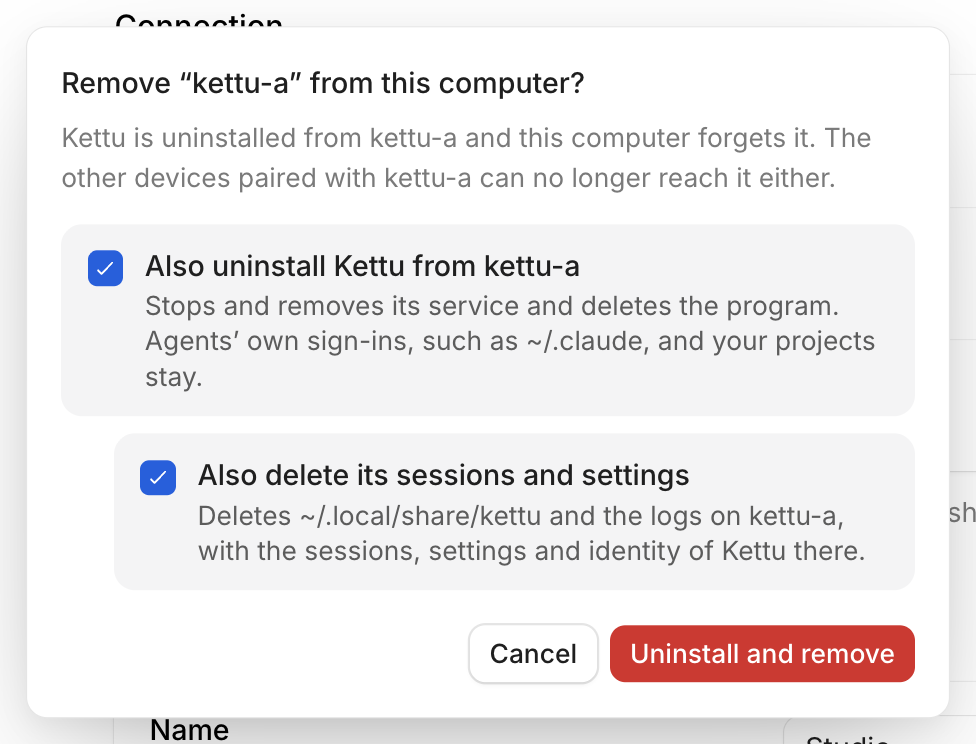 Connection
Remove “kettu-a” from this computer?
Kettu is uninstalled from kettu-a and this computer forgets it. The
other devices paired with kettu-a can no longer reach it either.
Also uninstall Kettu from kettu-a
Stops and removes its service and deletes the program.
Agents’ own sign-ins, such as ~/.claude, and your projects
stay.
Also delete its sessions and settings
Deletes ~/.local/share/kettu and the logs on kettu-a,
with the sessions, settings and identity of Kettu there.
Cancel
Uninstall and remove
Name
Studio